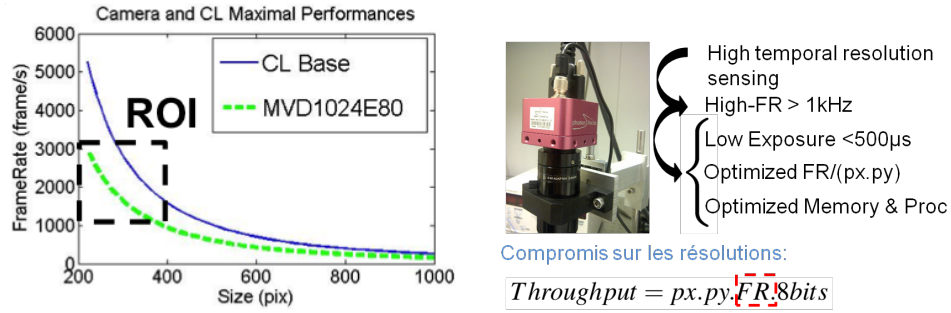 Camera and CL Maximal Performances
6000
5000
4000
3000
2000
1000
0
FrameRate (frame/s)
CL Base
MVD1024E80
ROI
200
400
600
800
1000
Size (pix)
High temporal resolution
sensing
High-FR > 1kHz
Low Exposure <500µs
Optimized FR/(px.py)
Optimized Memory & Proc
Compromis sur les résolutions:
Throughput = px.py.FR.8bits